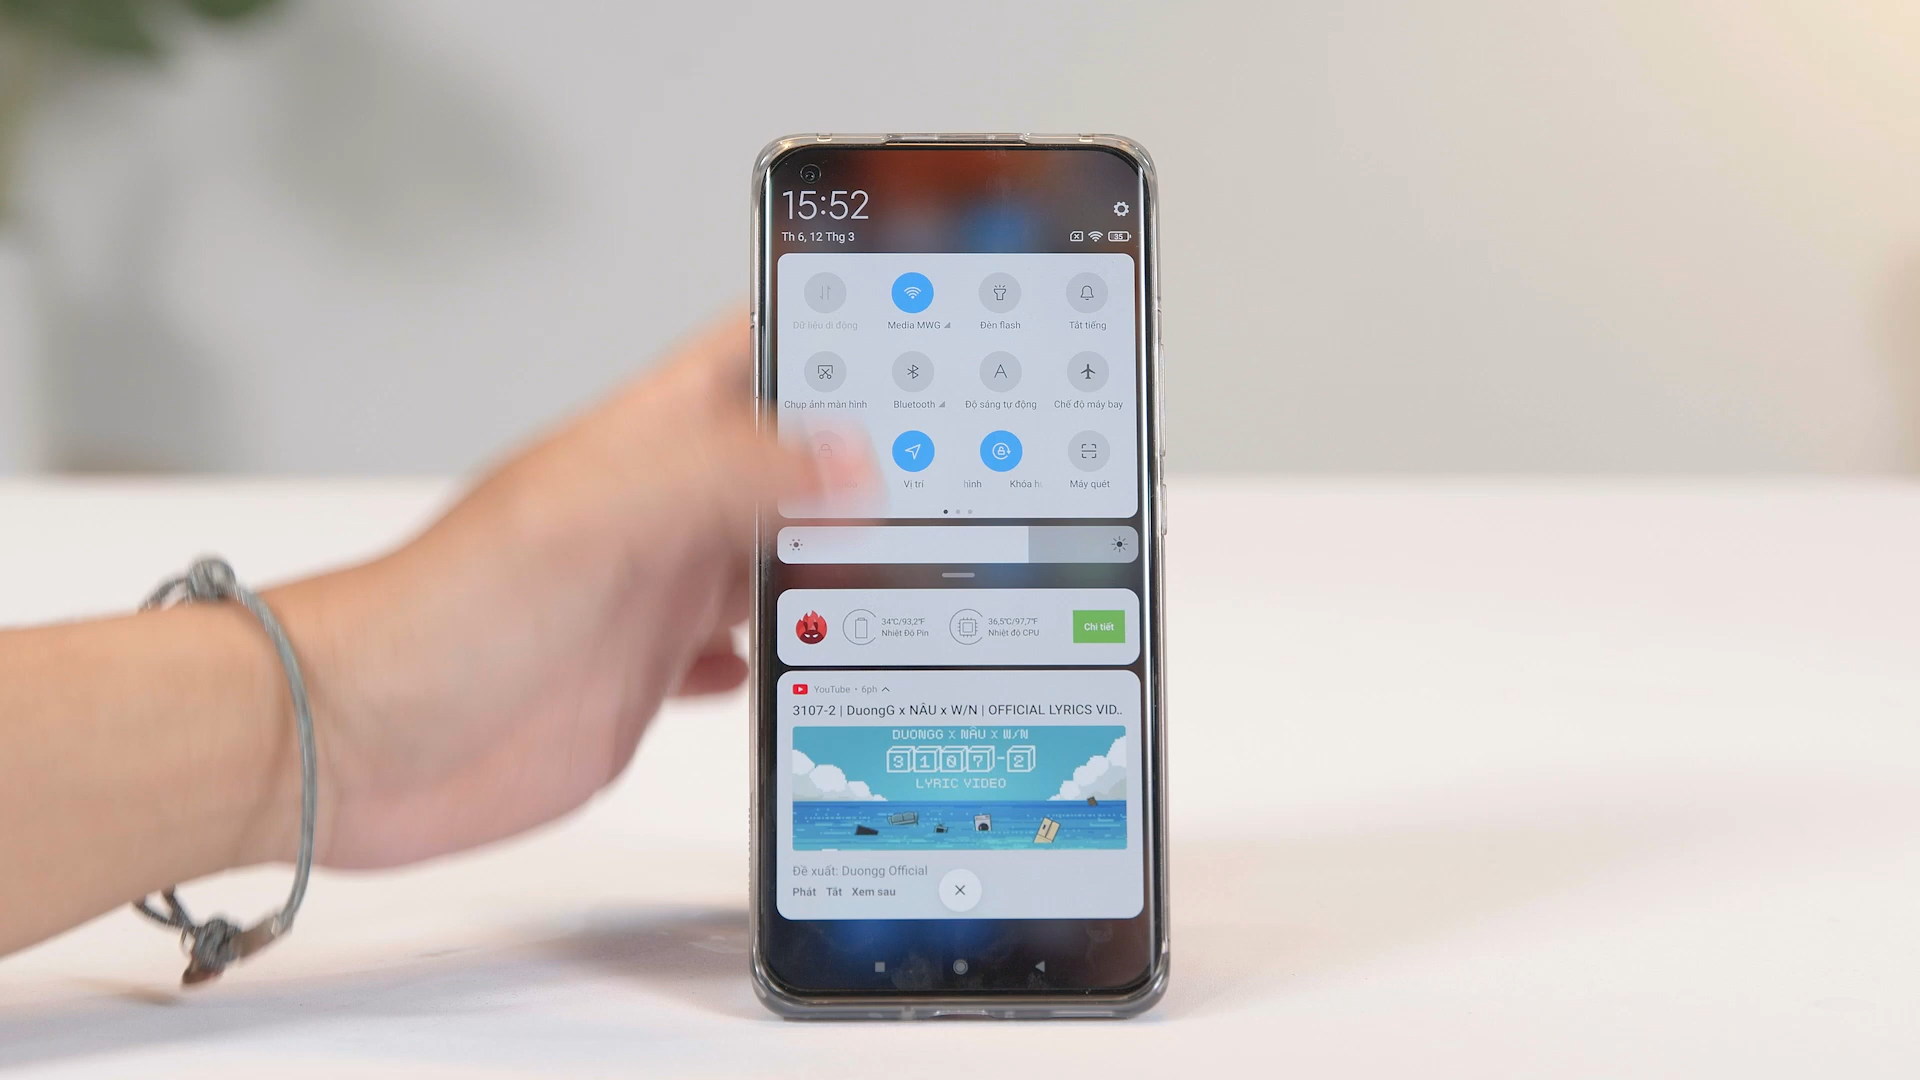 15:52
Th 6, 12 Thg 3
35
Dữ liệu di động
Media MWG
Đèn flash
Tắt tiếng
Chụp ảnh màn hình
Bluetooth
Độ sáng tự động
Chế độ máy bay
Vị trí
hình
Khóa h
Máy quét
34°C/93,2°F
Nhiệt Độ Pin
36,5°C/97,7°F
Nhiệt độ CPU
Chi tiết
YouTube • 6ph
3107-2 | DuongG x NÂU x W/N | OFFICIAL LYRICS VID..
DUONGG X NÂU X W/N
3107-2
LYRIC VIDEO
Đề xuất: Duongg Official
Phát Tắt Xem sau